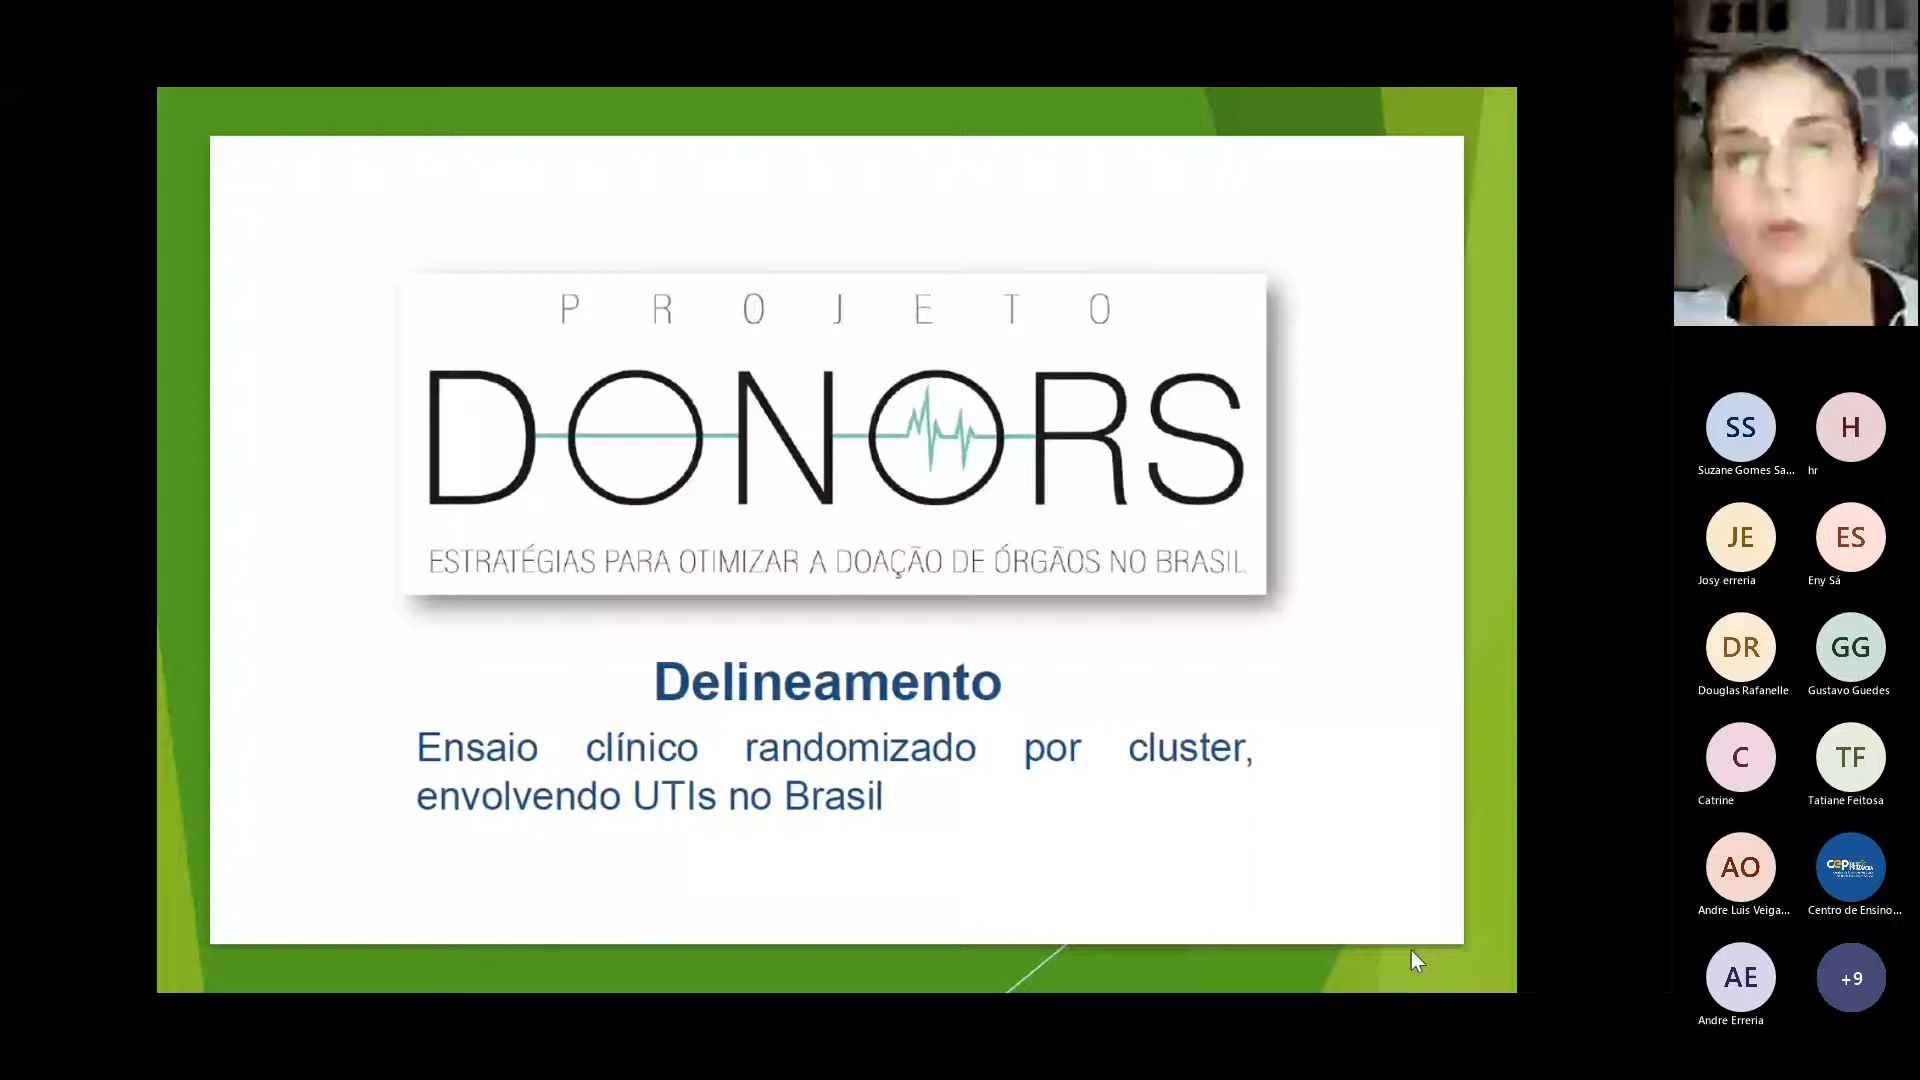 PROJETO
DONORS
ESTRATÉGIAS PARA OTIMIZAR A DOAÇÃO DE ÓRGÃOS NO BRASIL
Delineamento
Ensaio clínico randomizado por cluster,
envolvendo UTIs no Brasil
SS
Suzane Gomes Sa...
H
hr
JE
Josy erreria
ES
Eny Sá
DR
Douglas Rafanelle
GG
Gustavo Guedes
C
Catrine
TF
Tatiane Feitosa
AO
Andre Luis Veiga...
cep
Centro de Ensino...
AE
Andre Erreria
+9